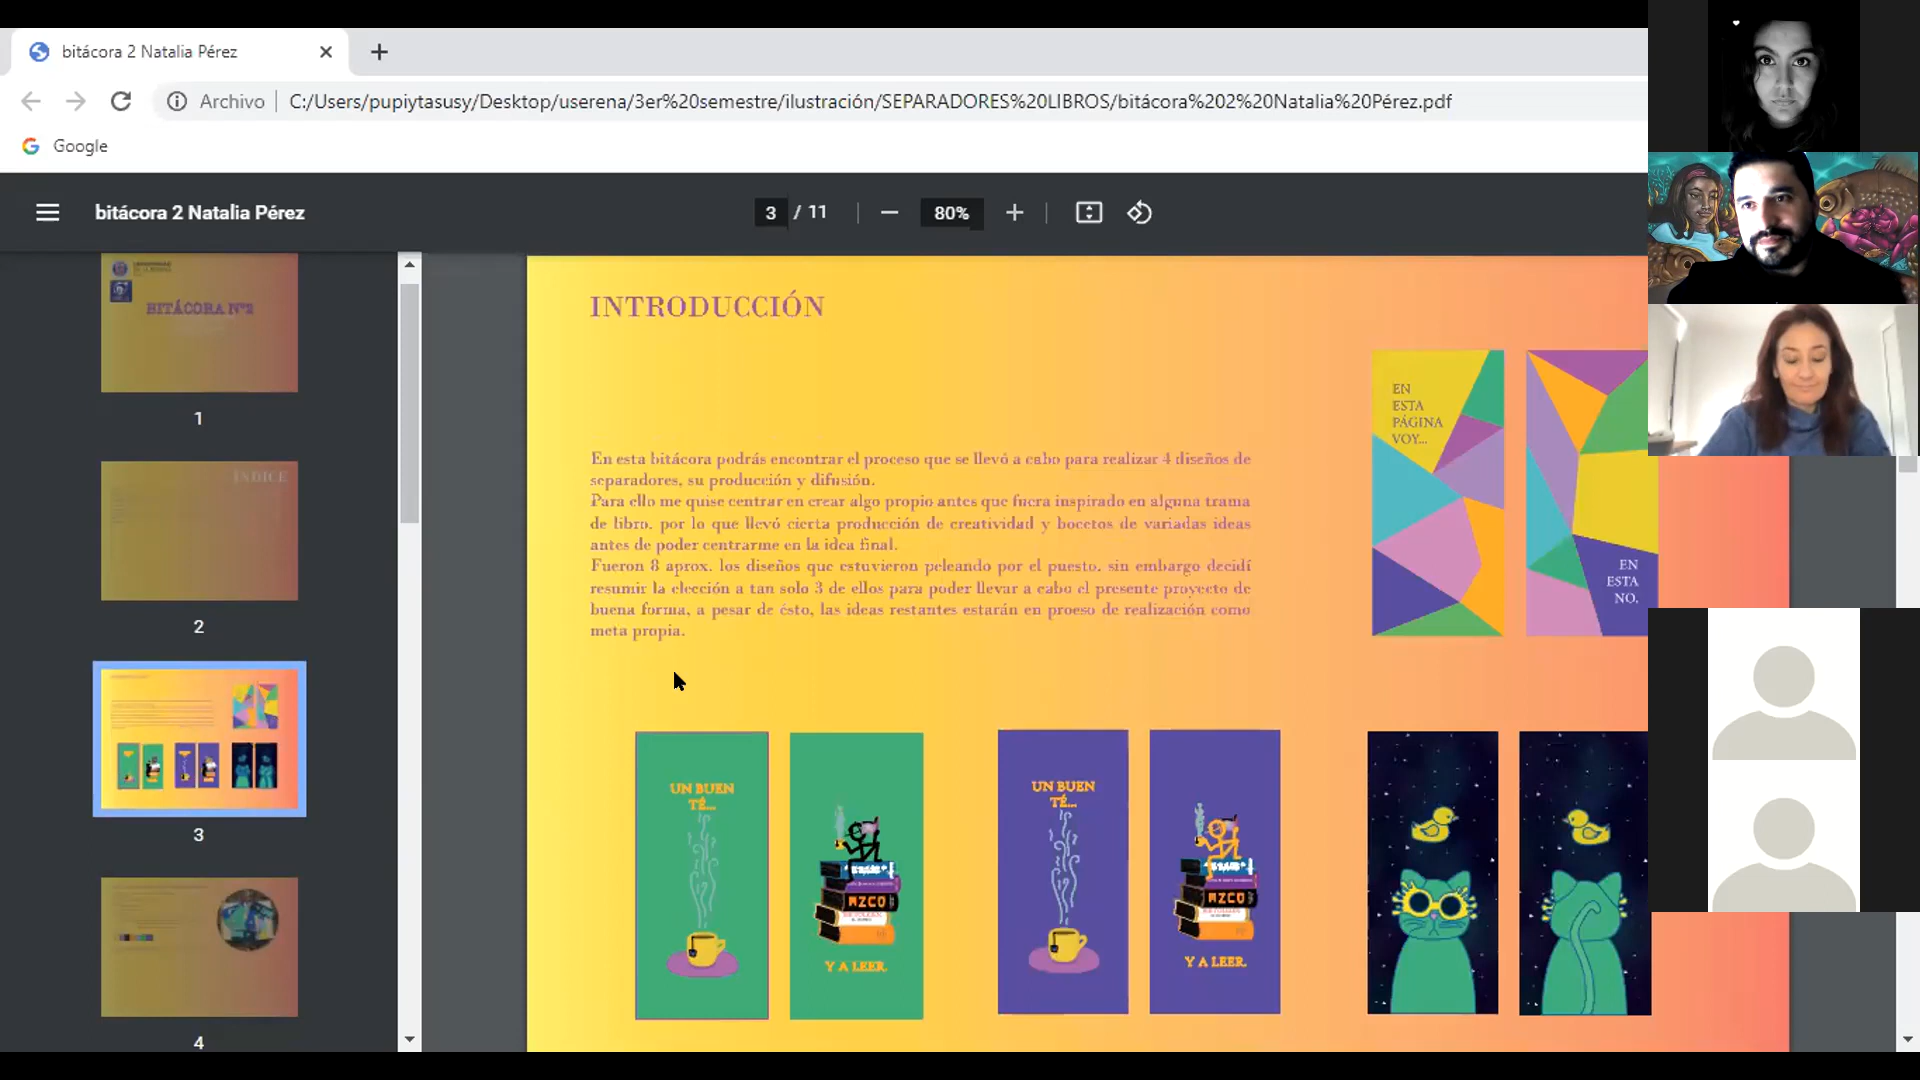 bitácora 2 Natalia Pérez
Archivo
C:/Users/pupiytasusy/Desktop/userena/3er%20semestre/ilustración/SEPARADORES%20LIBROS/bitácora%202%20Natalia%20Pérez.pdf
Google
bitácora 2 Natalia Pérez
3 / 11
80%
BITÁCORA N°2
1
ÍNDICE
2
3
4
INTRODUCCIÓN
En esta bitácora podrás encontrar el proceso que se llevó a cabo para realizar 4 diseños de
separadores, su producción y difusión.
Para ello me quise centrar en crear algo propio antes que fuera inspirado en alguna trama
de libro, por lo que llevó cierta producción de creatividad y bocetos de variadas ideas
antes de poder centrarme en la idea final.
Fueron 8 aprox. los diseños que estuvieron peleando por el puesto, sin embargo decidí
resumir la elección a tan solo 3 de ellos para poder llevar a cabo el presente proyecto de
buena forma, a pesar de ésto, las ideas restantes estarán en proeso de realización como
meta propia.
EN
ESTA
PÁGINA
VOY...
EN
ESTA
NO.
UN BUEN
TÉ...
Y A LEER.
UN BUEN
TÉ...
Y A LEER.